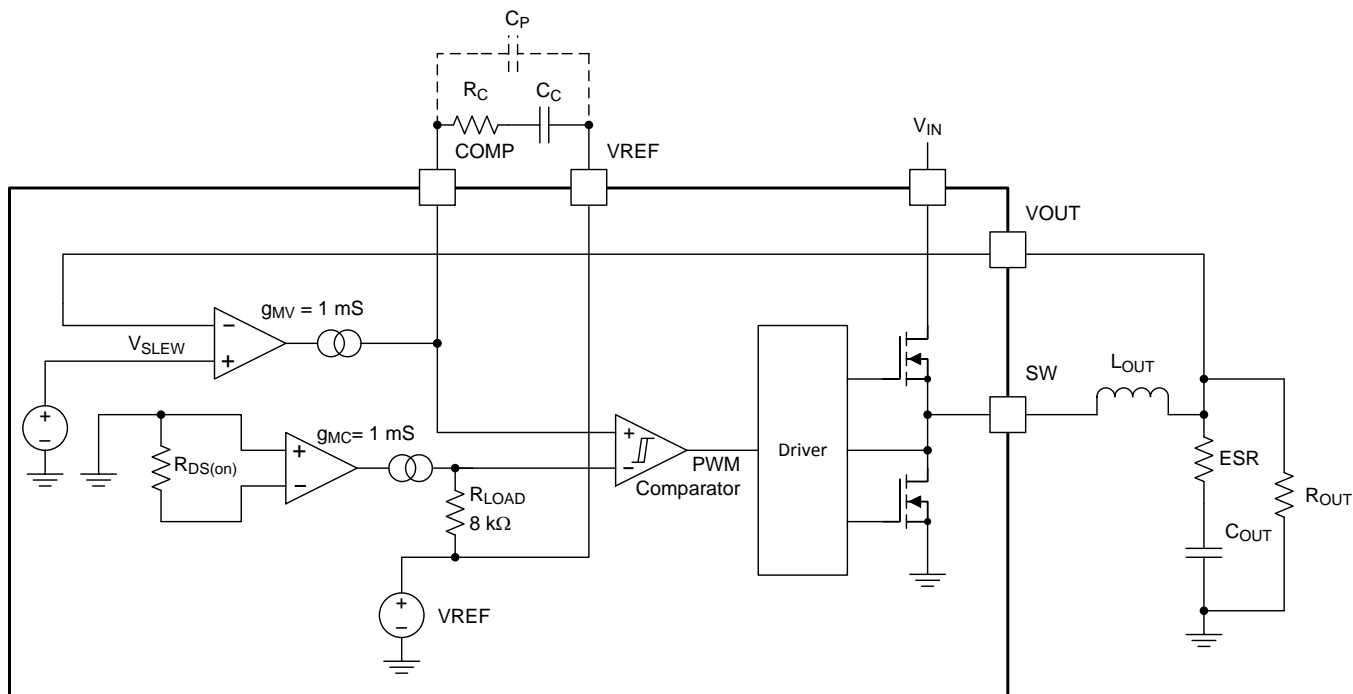 C_P
R_C
C_C
COMP
VREF
V_IN
VOUT
g_MV = 1 mS
V_SLEW
+
−
−
+
g_MC = 1 mS
R_DS(on)
+
−
R_LOAD
8 kΩ
+
−
PWM
Comparator
Driver
SW
L_OUT
ESR
C_OUT
R_OUT
+
−
VREF